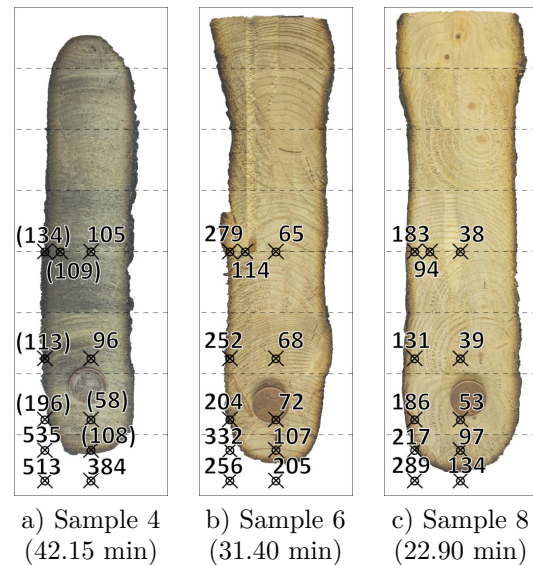 (134) 105 279 65 183 38
(109) 114 94
(113) 96 252 68 131 39
(196) (58) 204 72 186 53
535 (108) 332 107 217 97
513 384 256 205 289 134
a) Sample 4 b) Sample 6 c) Sample 8
(42.15 min) (31.40 min) (22.90 min)